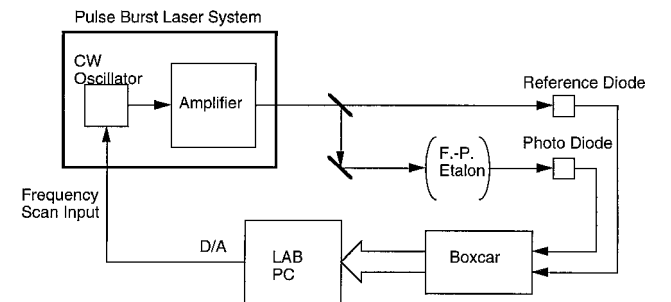 Pulse Burst Laser System
CW
Oscillator
Amplifier
Reference Diode
Photo Diode
F.-P.
Etalon
Frequency
Scan Input
D/A
LAB
PC
Boxcar